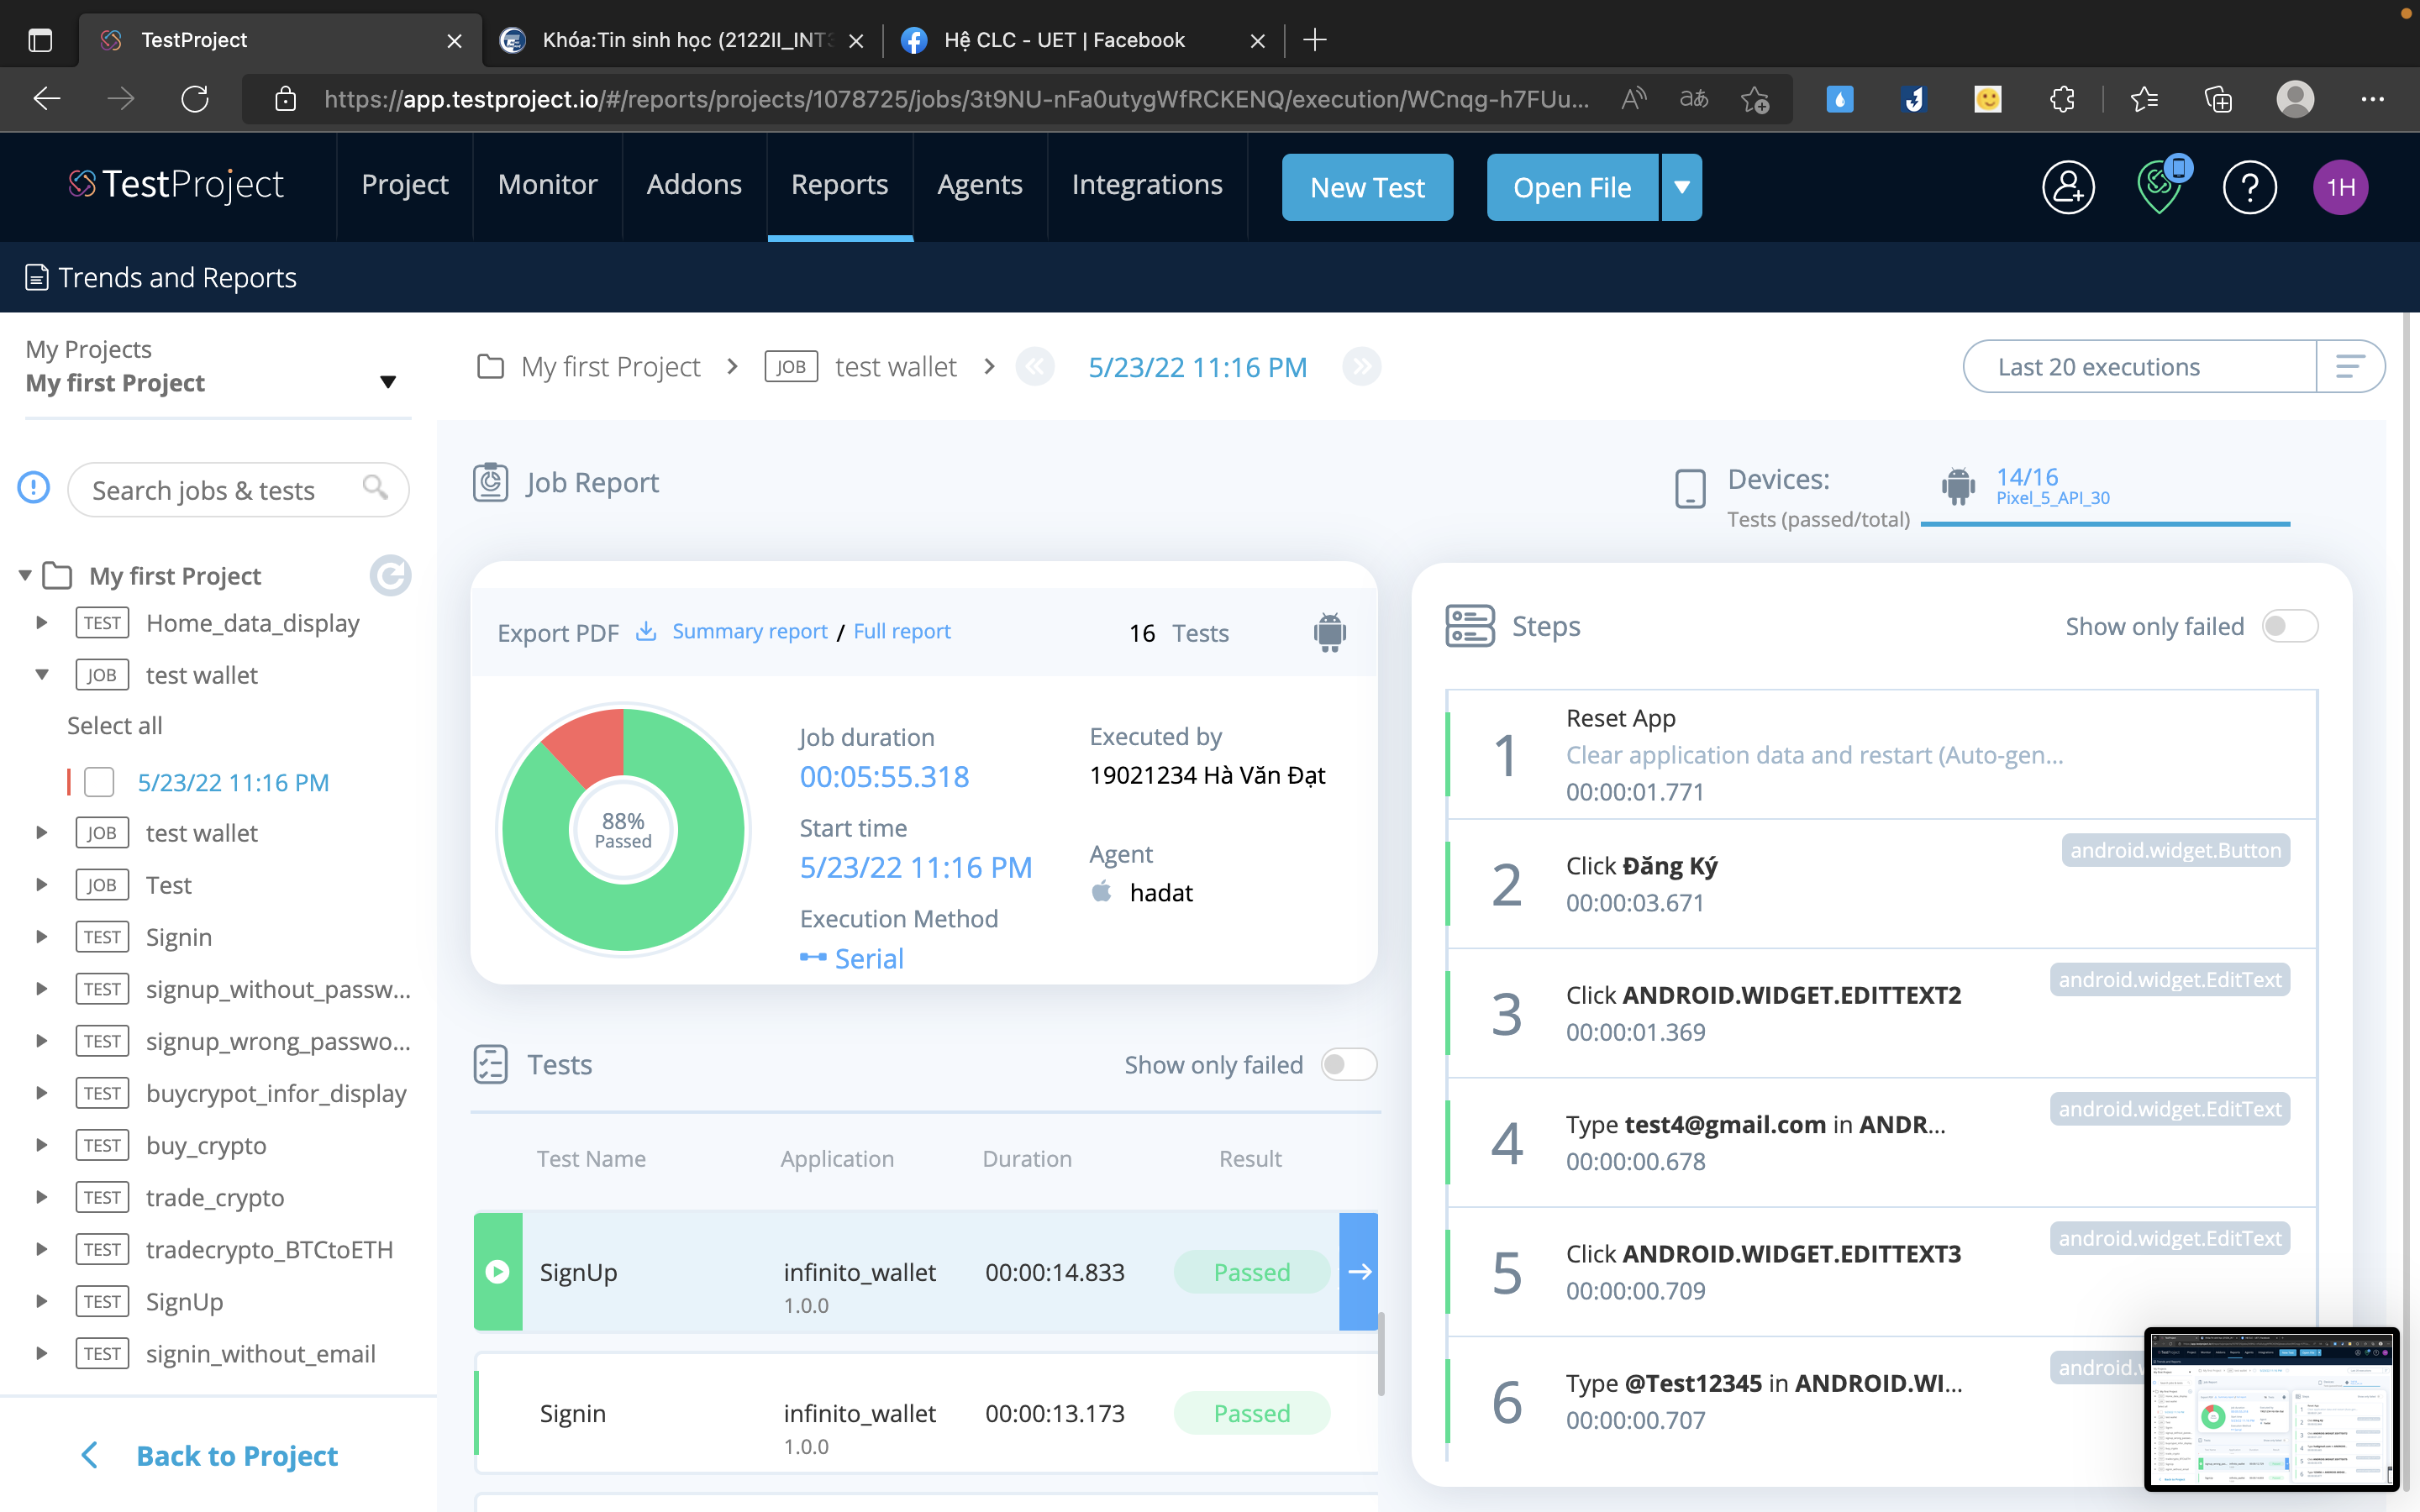 TestProject
Khóa:Tin sinh học (2122II_INT3
Hệ CLC - UET | Facebook
https://app.testproject.io/#/reports/projects/1078725/jobs/3t9NU-nFa0utygWfRCKENQ/execution/WCnqg-h7FUu...
TestProject
Project
Monitor
Addons
Reports
Agents
Integrations
New Test
Open File
1H
Trends and Reports
My Projects
My first Project
Search jobs & tests
My first Project
TEST Home_data_display
JOB test wallet
Select all
5/23/22 11:16 PM
JOB test wallet
JOB Test
TEST Signin
TEST signup_without_passw...
TEST signup_wrong_passwo...
TEST buycrypot_infor_display
TEST buy_crypto
TEST trade_crypto
TEST tradecrypto_BTCtoETH
TEST SignUp
TEST signin_without_email
Back to Project
My first Project > JOB test wallet > 5/23/22 11:16 PM
Last 20 executions
Job Report
Devices:
Tests (passed/total)
14/16
Pixel_5_API_30
Export PDF Summary report / Full report
16 Tests
88%
Passed
Job duration
00:05:55.318
Start time
5/23/22 11:16 PM
Execution Method
Serial
Executed by
19021234 Hà Văn Đạt
Agent
hadat
Tests
Show only failed
Test Name Application Duration Result
SignUp infinito_wallet 00:00:14.833 Passed
1.0.0
Signin infinito_wallet 00:00:13.173 Passed
1.0.0
Steps
Show only failed
1
Reset App
Clear application data and restart (Auto-gen...
00:00:01.771
2
Click Đăng Ký
android.widget.Button
00:00:03.671
3
Click ANDROID.WIDGET.EDITTEXT2
android.widget.EditText
00:00:01.369
4
Type test4@gmail.com in ANDR...
android.widget.EditText
00:00:00.678
5
Click ANDROID.WIDGET.EDITTEXT3
android.widget.EditText
00:00:00.709
6
Type @Test12345 in ANDROID.WI...
android
00:00:00.707